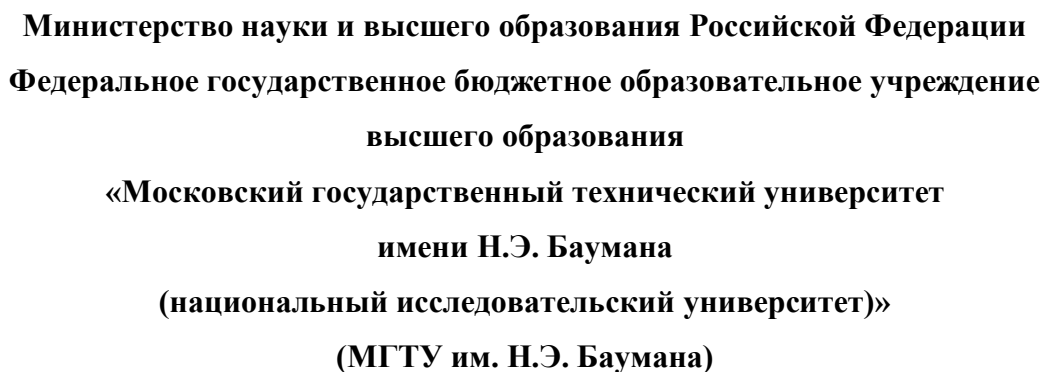 Министерство науки и высшего образования Российской Федерации
Федеральное государственное бюджетное образовательное учреждение
высшего образования
«Московский государственный технический университет
имени Н.Э. Баумана
(национальный исследовательский университет)»
(МГТУ им. Н.Э. Баумана)